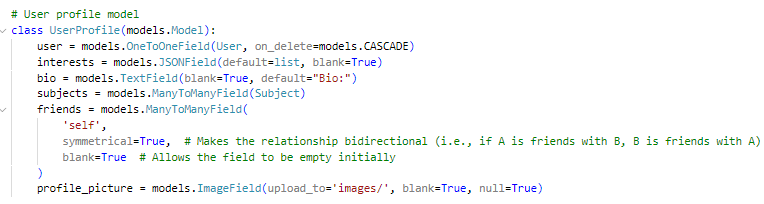 # User profile model
class UserProfile(models.Model):
    user = models.OneToOneField(User, on_delete=models.CASCADE)
    interests = models.JSONField(default=list, blank=True)
    bio = models.TextField(blank=True, default="Bio:")
    subjects = models.ManyToManyField(Subject)
    friends = models.ManyToManyField(
        'self',
        symmetrical=True,  # Makes the relationship bidirectional (i.e., if A is friends with B, B is friends with A)
        blank=True  # Allows the field to be empty initially
    )
    profile_picture = models.ImageField(upload_to='images/', blank=True, null=True)